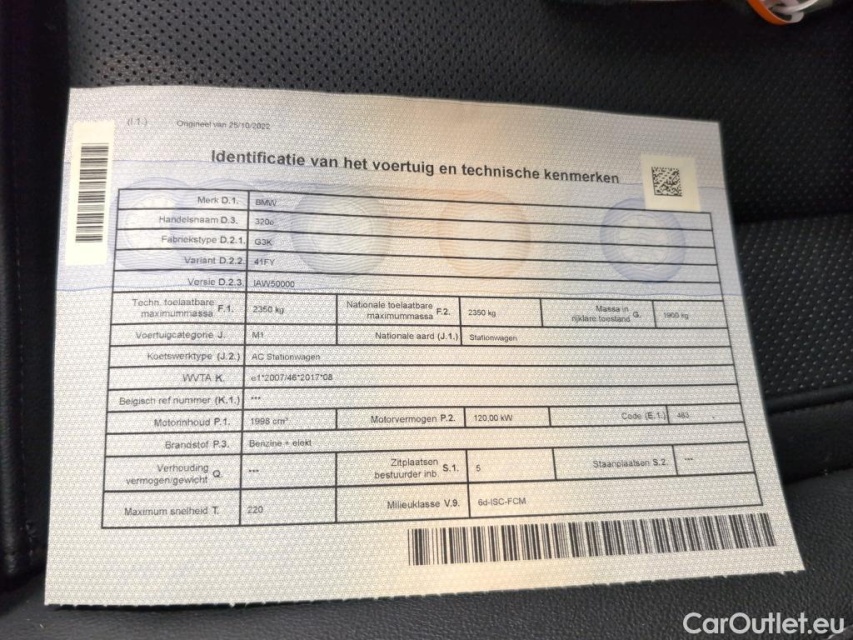 (I.1.) Origineel van 25/10/2022
Identificatie van het voertuig en technische kenmerken
Merk D.1. BMW
Handelsnaam D.3. 320e
Fabriekstype D.2.1. G3K
Variant D.2.2. 41FY
Versie D.2.3. IAW50000
Techn. toelaatbare maximummassa F.1. 2350 kg Nationale toelaatbare maximummassa F.2. 2350 kg Massa in rijklare toestand G. kg
Voertuigcategorie J. M1 Nationale aard (J.1.) Stationwagen
Koetswerktype (J.2.) AC Stationwagen
WVTA K. e1*2007/46*2017*08
Belgisch ref nummer (K.1.) ***
Motorinhoud P.1. 1998 cm³ Motorvermogen P.2. 120,00 kW Code (E.1.) 463
Brandstof P.3. Benzine + elekt
Verhouding vermogen/gewicht Q. *** Zitplaatsen bestuurder inb. S.1. 5 Staanplaatsen S.2. ---
Maximum snelheid T. 220 Milieuklasse V.9. 6d-ISC-FCM
CarOutlet.eu